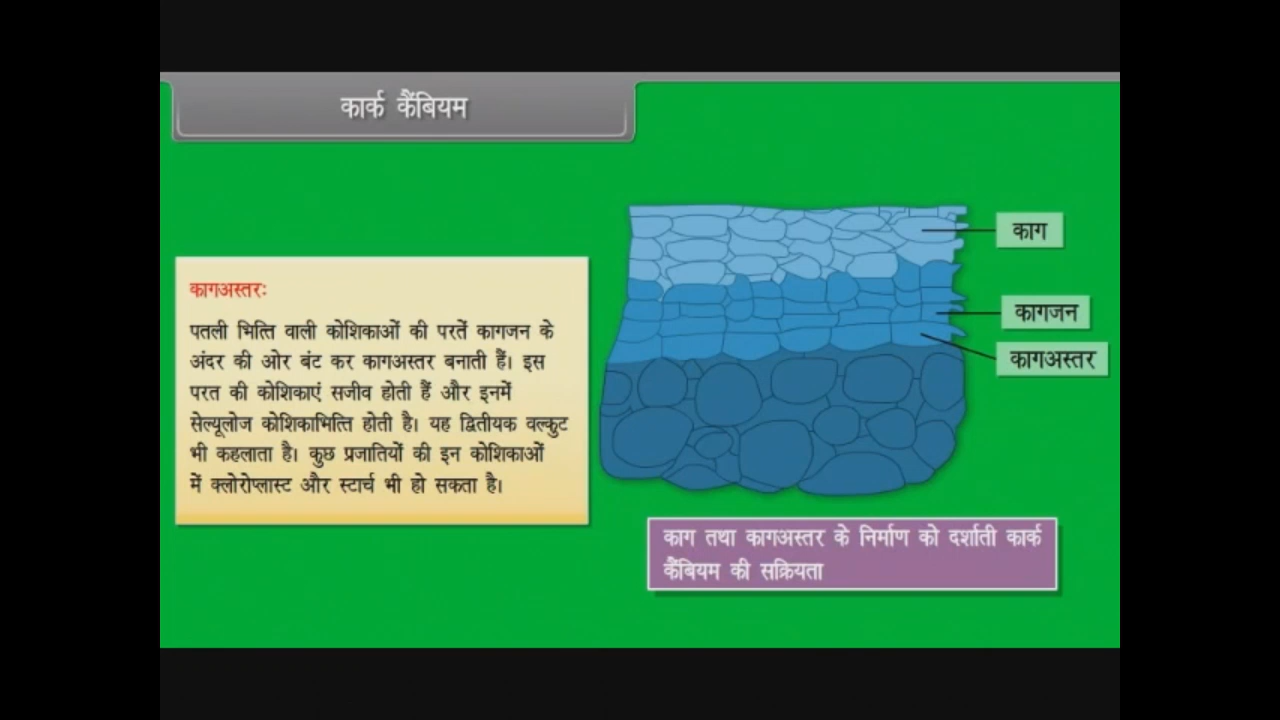 कार्क कैंबियम
कागअस्तरः
पतली भित्ति वाली कोशिकाओं की परतें कागजन के
अंदर की ओर बंट कर कागअस्तर बनाती हैं। इस
परत की कोशिकाएं सजीव होती हैं और इनमें
सेल्यूलोज कोशिकाभित्ति होती है। यह द्वितीयक वल्कुट
भी कहलाता है। कुछ प्रजातियों की इन कोशिकाओं
में क्लोरोप्लास्ट और स्टार्च भी हो सकता है।
काग
कागजन
कागअस्तर
काग तथा कागअस्तर के निर्माण को दर्शाती कार्क
कैंबियम की सक्रियता